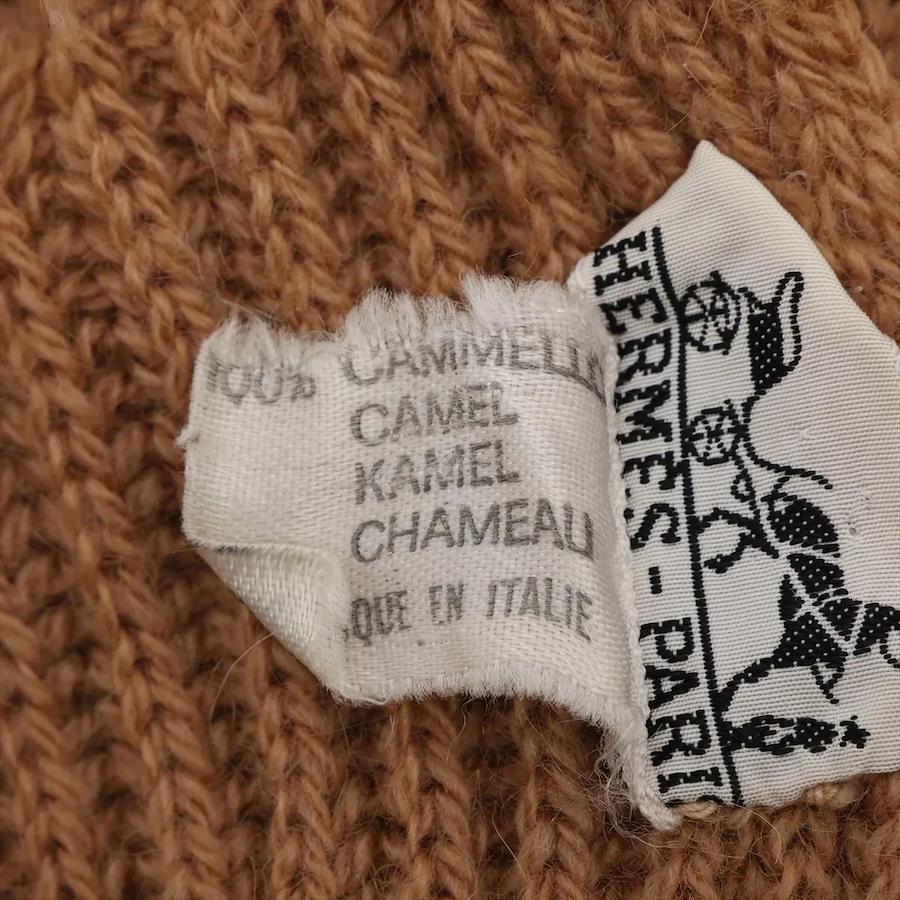 100% CAMMELLO
CAMEL
KAMEL
CHAMEAU
QUE EN ITALIE
HERMES-PARIS